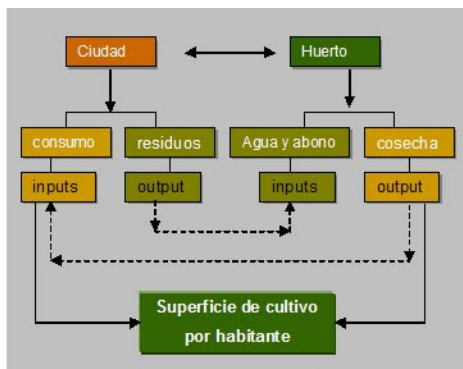 Ciudad
Huerto
consumo
residuos
Agua y abono
cosecha
inputs
output
inputs
output
Superficie de cultivo
por habitante